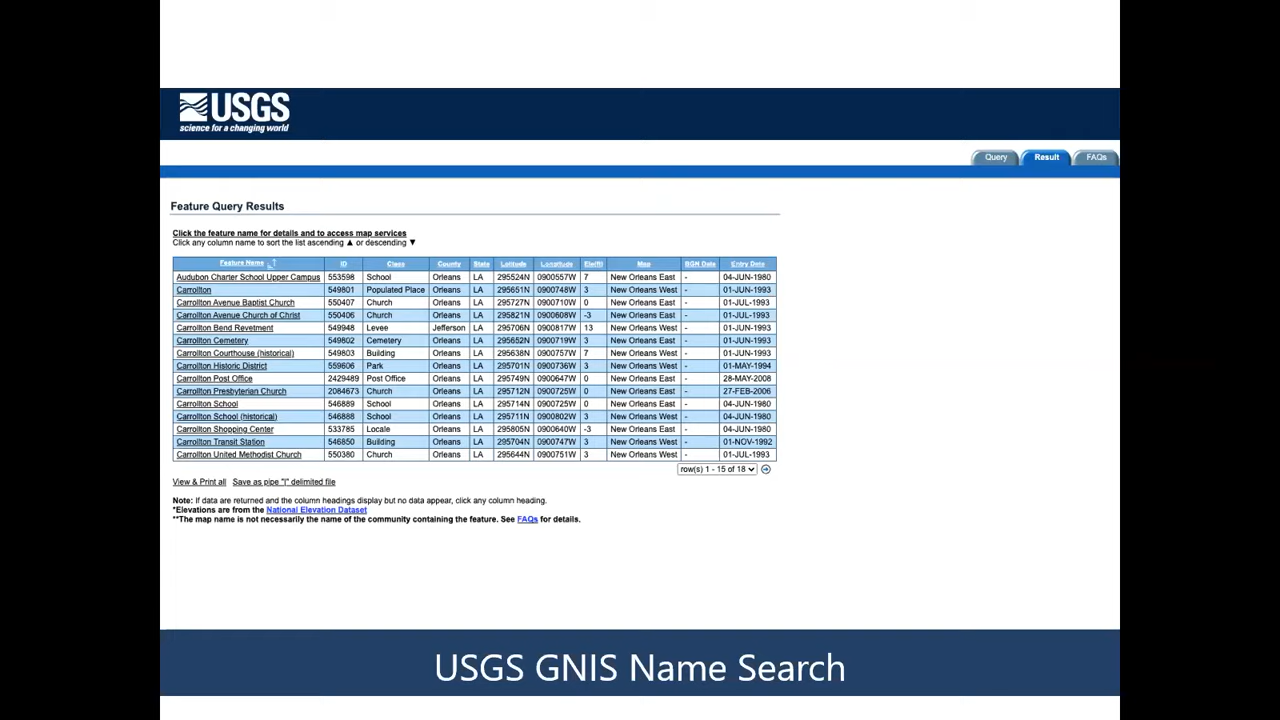 USGS
science for a changing world
Query Result FAQs
Feature Query Results
Click the feature name for details and to access map services
Click any column name to sort the list ascending ▲ or descending ▼
Feature Name ID Class County State Latitude Longitude Ele(ft) Map BGN Date Entry Date
Audubon Charter School Upper Campus 553598 School Orleans LA 295524N 0900557W 7 New Orleans East - 04-JUN-1980
Carrollton 549801 Populated Place Orleans LA 295651N 0900748W 3 New Orleans West - 01-JUN-1993
Carrollton Avenue Baptist Church 550407 Church Orleans LA 295727N 0900710W 0 New Orleans East - 01-JUL-1993
Carrollton Avenue Church of Christ 550406 Church Orleans LA 295821N 0900608W -3 New Orleans East - 01-JUL-1993
Carrollton Bend Revetment 549948 Levee Jefferson LA 295706N 0900817W 13 New Orleans West - 01-JUN-1993
Carrollton Cemetery 549802 Cemetery Orleans LA 295652N 0900719W 3 New Orleans East - 01-JUN-1993
Carrollton Courthouse (historical) 549803 Building Orleans LA 295638N 0900757W 7 New Orleans West - 01-JUN-1993
Carrollton Historic District 559606 Park Orleans LA 295701N 0900736W 3 New Orleans West - 01-MAY-1994
Carrollton Post Office 2429489 Post Office Orleans LA 295749N 0900647W 0 New Orleans East - 28-MAY-2008
Carrollton Presbyterian Church 2084673 Church Orleans LA 295712N 0900725W 0 New Orleans East - 27-FEB-2006
Carrollton School 546889 School Orleans LA 295714N 0900725W 0 New Orleans East - 04-JUN-1980
Carrollton School (historical) 546888 School Orleans LA 295711N 0900802W 3 New Orleans West - 04-JUN-1980
Carrollton Shopping Center 533785 Locale Orleans LA 295805N 0900640W -3 New Orleans East - 04-JUN-1980
Carrollton Transit Station 546850 Building Orleans LA 295704N 0900747W 3 New Orleans West - 01-NOV-1992
Carrollton United Methodist Church 550380 Church Orleans LA 295644N 0900751W 3 New Orleans West - 01-JUL-1993
row(s) 1 - 15 of 18
View & Print all Save as pipe "|" delimited file
Note: If data are returned and the column headings display but no data appear, click any column heading.
*Elevations are from the National Elevation Dataset
**The map name is not necessarily the name of the community containing the feature. See FAQs for details.
USGS GNIS Name Search